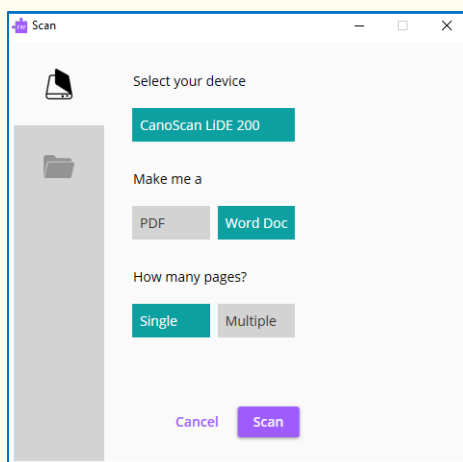 Scan
Select your device
CanoScan LiDE 200
Make me a
PDF Word Doc
How many pages?
Single Multiple
Cancel Scan